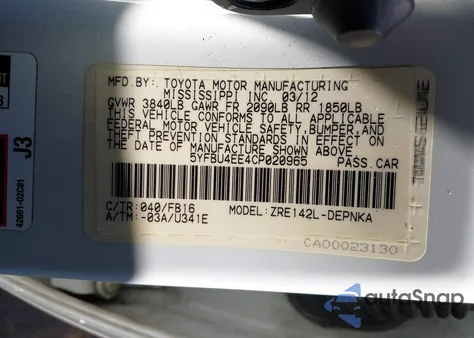 MFD. BY: TOYOTA MOTOR MANUFACTURING
MISSISSIPPI INC 03/12
GVWR 3840LB GAWR FR 2090LB RR 1850LB
THIS VEHICLE CONFORMS TO ALL APPLICABLE
FEDERAL MOTOR VEHICLE SAFETY, BUMPER, AND
THEFT PREVENTION STANDARDS IN EFFECT ON
THE DATE OF MANUFACTURE SHOWN ABOVE.
5YFBU4EE4CP020965 PASS.CAR
C/TR: 040/FB16 MODEL: ZRE142L-DEPNKA
A/TM: -03A/U341E
CA00023130
J3
42661-02C81
autoSnap